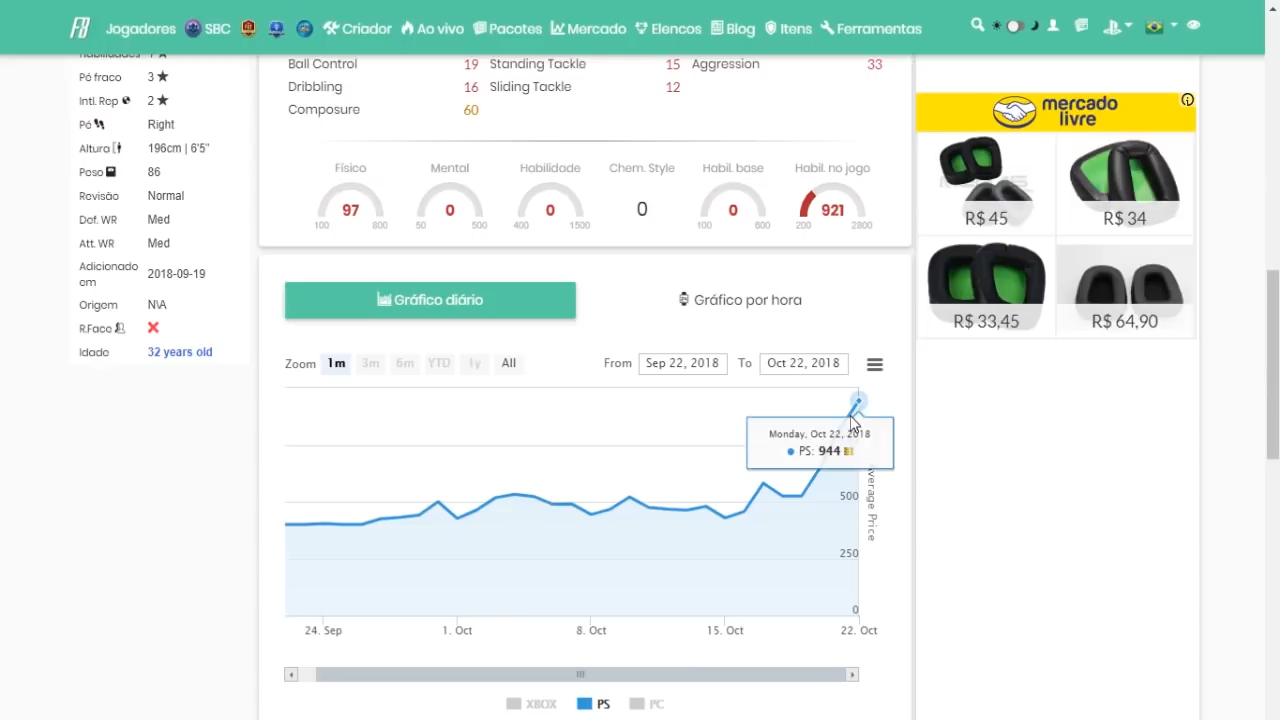 Jogadores SBC Criador Ao vivo Pacotes Mercado Elencos Blog Itens Ferramentas
Pé fraco 3
Intl. Rep 2
Pé Right
Altura 196cm | 6'5"
Peso 86
Revisão Normal
Def. WR Med
Att. WR Med
Adicionado em 2018-09-19
Origem N\A
R.Face
Idade 32 years old
Ball Control 19 Standing Tackle 15 Aggression 33
Dribbling 16 Sliding Tackle 12
Composure 60
Físico Mental Habilidade Chem. Style Habil. base Habil. no jogo
97 0 0 0 0 921
100 800 50 500 400 1500 100 600 200 2800
Gráfico diário Gráfico por hora
Zoom 1m 3m 6m YTD 1y All From Sep 22, 2018 To Oct 22, 2018
Monday, Oct 22, 2018
PS: 944
500
250
0
Average Price
24. Sep 1. Oct 8. Oct 15. Oct 22. Oct
XBOX PS PC
mercado
livre
R$ 45 R$ 34
R$ 33,45 R$ 64,90